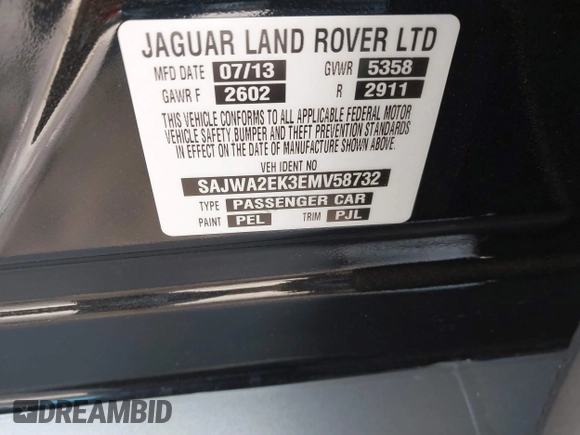 JAGUAR LAND ROVER LTD
MFD DATE 07/13 GVWR 5358
GAWR F 2602 R 2911
THIS VEHICLE CONFORMS TO ALL APPLICABLE FEDERAL MOTOR
VEHICLE SAFETY, BUMPER AND THEFT PREVENTION STANDARDS
IN EFFECT ON THE DATE OF MANUFACTURE SHOWN ABOVE.
VEH IDENT NO
SAJWA2EK3EMV58732
TYPE PASSENGER CAR
PAINT PEL TRIM PJL
DREAMBID